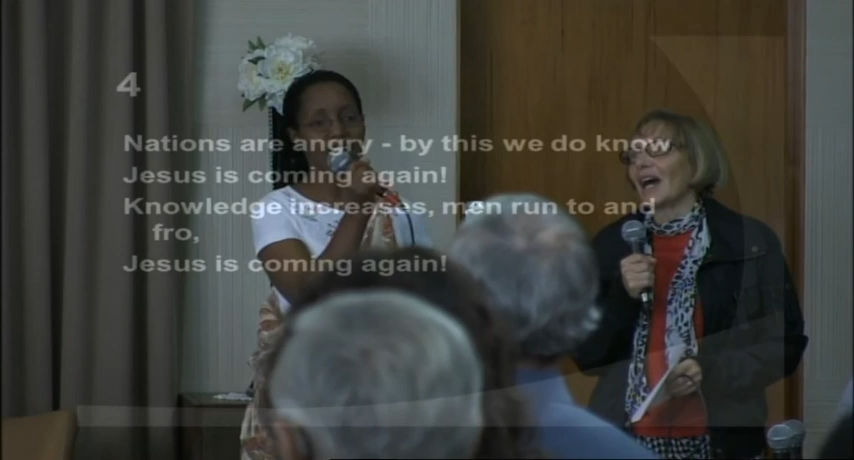 4
Nations are angry - by this we do know
Jesus is coming again!
Knowledge increases, men run to and
fro,
Jesus is coming again!